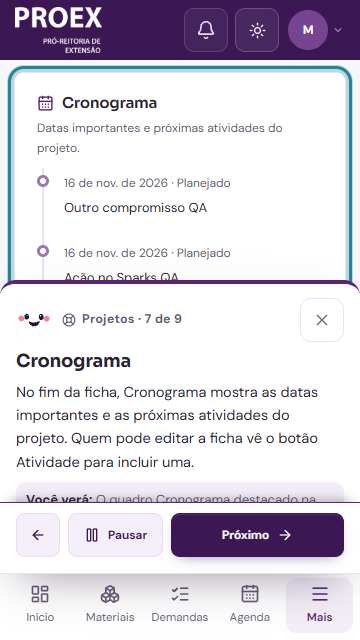 PROEX
PRÓ-REITORIA DE
EXTENSÃO
M
Cronograma
Datas importantes e próximas atividades do
projeto.
16 de nov. de 2026 · Planejado
Outro compromisso QA
16 de nov. de 2026 · Planejado
Ação no Sparks QA
Projetos · 7 de 9
Cronograma
No fim da ficha, Cronograma mostra as datas
importantes e as próximas atividades do
projeto. Quem pode editar a ficha vê o botão
Atividade para incluir uma.
Você verá: O quadro Cronograma destacado na
Pausar
Próximo
Início
Materiais
Demandas
Agenda
Mais